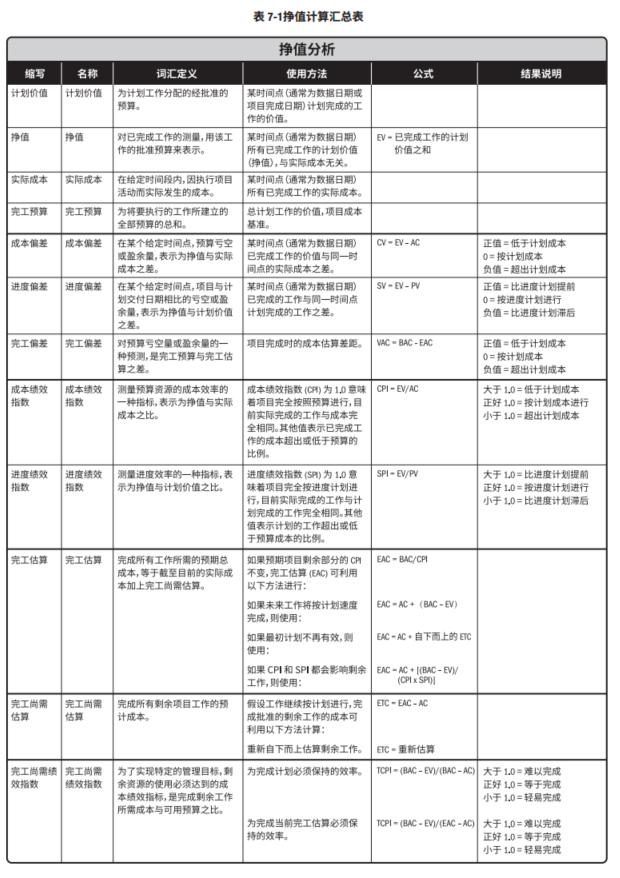 表 7-1挣值计算汇总表
挣值分析
缩写 名称 词汇定义 使用方法 公式 结果说明
计划价值 计划价值 为计划工作分配的经批准的 某时间点(通常为数据日期或
预算。 项目完成日期)计划完成的工
作的价值。
挣值 挣值 对已完成工作的测量,用该工 某时间点(通常为数据日期) EV = 已完成工作的计划
作的批准预算来表示。 所有已完成工作的计划价值 价值之和
(挣值),与实际成本无关。
实际成本 实际成本 在给定时间段内,因执行项目 某时间点(通常为数据日期)
活动而实际发生的成本。 所有已完成工作的实际成本。
完工预算 完工预算 为将要执行的工作所建立的 总计划工作的价值,项目成本
全部预算的总和。 基准。
成本偏差 成本偏差 在某个给定时间点,预算亏空 某时间点(通常为数据日期) CV = EV – AC 正值 = 低于计划成本
或盈余量,表示为挣值与实际 已完成工作的价值与同一时 0 = 按计划成本
成本之差。 间点的实际成本之差。 负值 = 超出计划成本
进度偏差 进度偏差 在某个给定时间点,项目与计 某时间点(通常为数据日期) SV = EV – PV 正值 = 比进度计划提前
划交付日期相比的亏空或盈 已完成的工作与同一时间点 0 = 按进度计划进行
余量,表示为挣值与计划价值 计划完成的工作之差。 负值 = 比进度计划滞后
之差。
完工偏差 完工偏差 对预算亏空量或盈余量的一 项目完成时的成本估算差距。 VAC = BAC - EAC 正值 = 低于计划成本
种预测,是完工预算与完工估 0 = 按计划成本
算之差。 负值 = 超出计划成本
成本绩效 成本绩效 测量预算资源的成本效率的 成本绩效指数 (CPI) 为 1.0 意味 CPI = EV/AC 大于 1.0 = 低于计划成本
指数 指数 一种指标,表示为挣值与实际 着项目完全按照预算进行,目 正好 1.0 = 按计划成本进行
成本之比。 前实际完成的工作与成本完 小于 1.0 = 超出计划成本
全相同。其他值表示已完成工
作的成本超出或低于预算的
比例。
进度绩效 进度绩效 测量进度效率的一种指标,表 进度绩效指数 (SPI) 为 1.0 意 SPI = EV/PV 大于 1.0 = 比进度计划提前
指数 指数 示为挣值与计划价值之比。 味着项目完全按进度计划进 正好 1.0 = 按进度计划进行
行,目前实际完成的工作与计 小于 1.0 = 比进度计划滞后
划完成的工作完全相同。其他
值表示计划的工作超出或低
于预算成本的比例。
完工估算 完工估算 完成所有工作所需的预期总 如果预期项目剩余部分的 CPI EAC = BAC/CPI
成本,等于截至目前的实际成 不变,完工估算 (EAC) 可利用
本加上完工尚需估算。 以下方法进行:
如果未来工作将按计划速度 EAC = AC + (BAC – EV)
完成,则使用:
如果最初计划不再有效,则 EAC = AC + 自下而上的 ETC
使用:
如果 CPI 和 SPI 都会影响剩余 EAC = AC + [(BAC – EV)/
工作,则使用: (CPI x SPI)]
完工尚需 完工尚需 完成所有剩余项目工作的预 假设工作继续按计划进行,完 ETC = EAC – AC
估算 估算 计成本。 成批准的剩余工作的成本可
利用以下方法计算:
重新自下而上估算剩余工作。 ETC = 重新估算
完工尚需绩 完工尚需 为了实现特定的管理目标,剩 为完成计划必须保持的效率。 TCPI = (BAC – EV)/(BAC – AC) 大于 1.0 = 难以完成
效指数 绩效指数 余资源的使用必须达到的成 正好 1.0 = 等于完成
本绩效指标,是完成剩余工作 小于 1.0 = 轻易完成
所需成本与可用预算之比。
为完成当前完工估算必须保 TCPI = (BAC – EV)/(EAC – AC) 大于 1.0 = 难以完成
持的效率。 正好 1.0 = 等于完成
小于 1.0 = 轻易完成